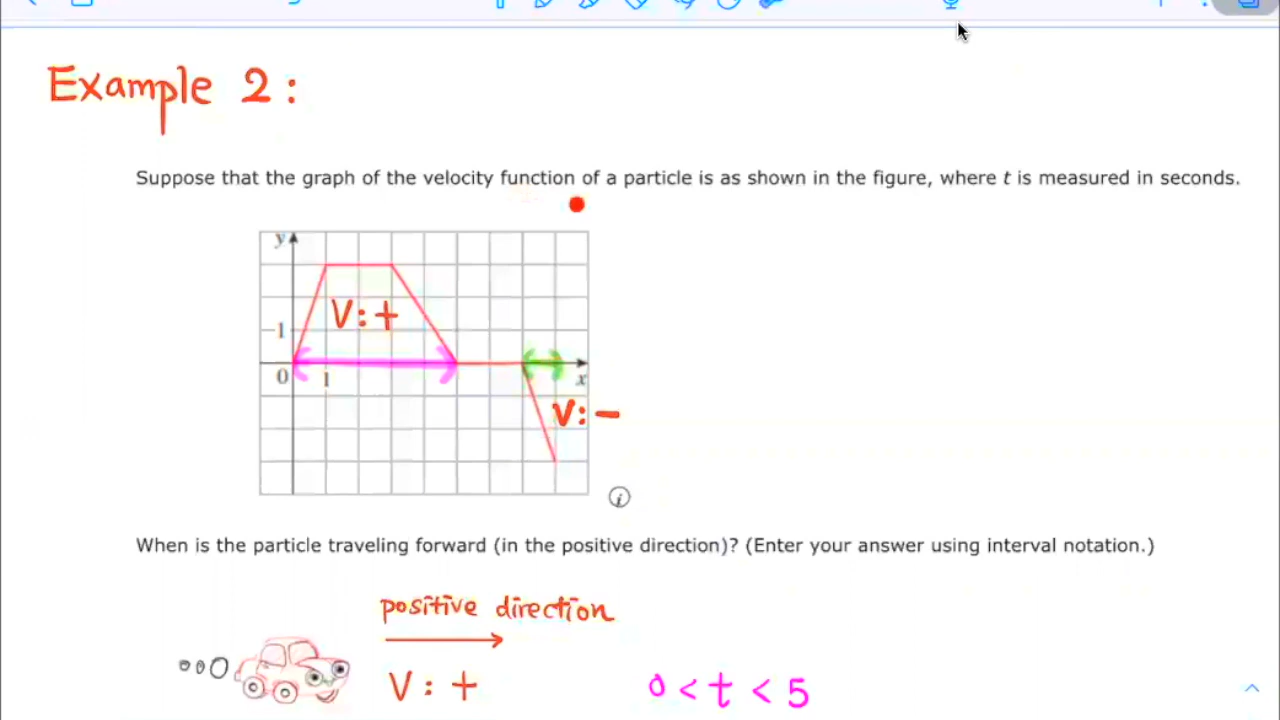 Example 2:
Suppose that the graph of the velocity function of a particle is as shown in the figure, where t is measured in seconds.
y
V: +
1
0 1 x
V: -
i
When is the particle traveling forward (in the positive direction)? (Enter your answer using interval notation.)
positive direction
V: +
0 < t < 5